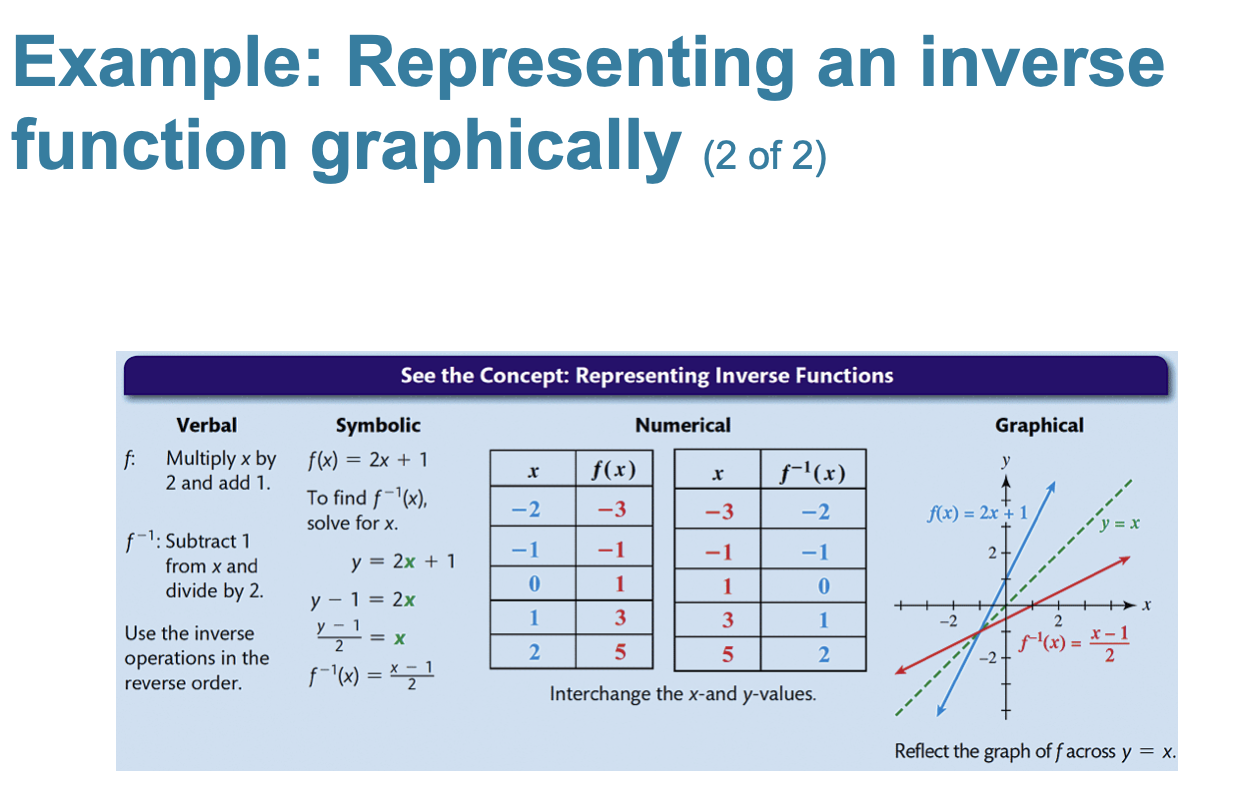 Example: Representing an inverse
function graphically (2 of 2)
See the Concept: Representing Inverse Functions
Verbal
f: Multiply x by
2 and add 1.
f⁻¹: Subtract 1
from x and
divide by 2.
Use the inverse
operations in the
reverse order.
Symbolic
f(x) = 2x + 1
To find f⁻¹(x),
solve for x.
y = 2x + 1
y − 1 = 2x
(y − 1)/2 = x
f⁻¹(x) = (x − 1)/2
Numerical
x f(x)
−2 −3
−1 −1
0 1
1 3
2 5
x f⁻¹(x)
−3 −2
−1 −1
1 0
3 1
5 2
Interchange the x-and y-values.
Graphical
y
f(x) = 2x + 1
y = x
2
x
−2
2
f⁻¹(x) = (x − 1)/2
−2
Reflect the graph of f across y = x.